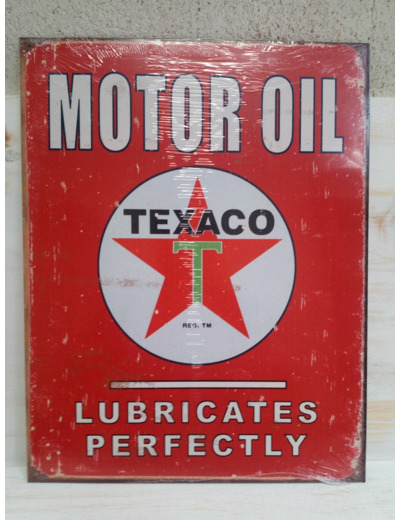 MOTOR OIL
TEXACO
T
REG. TM
LUBRICATES
PERFECTLY